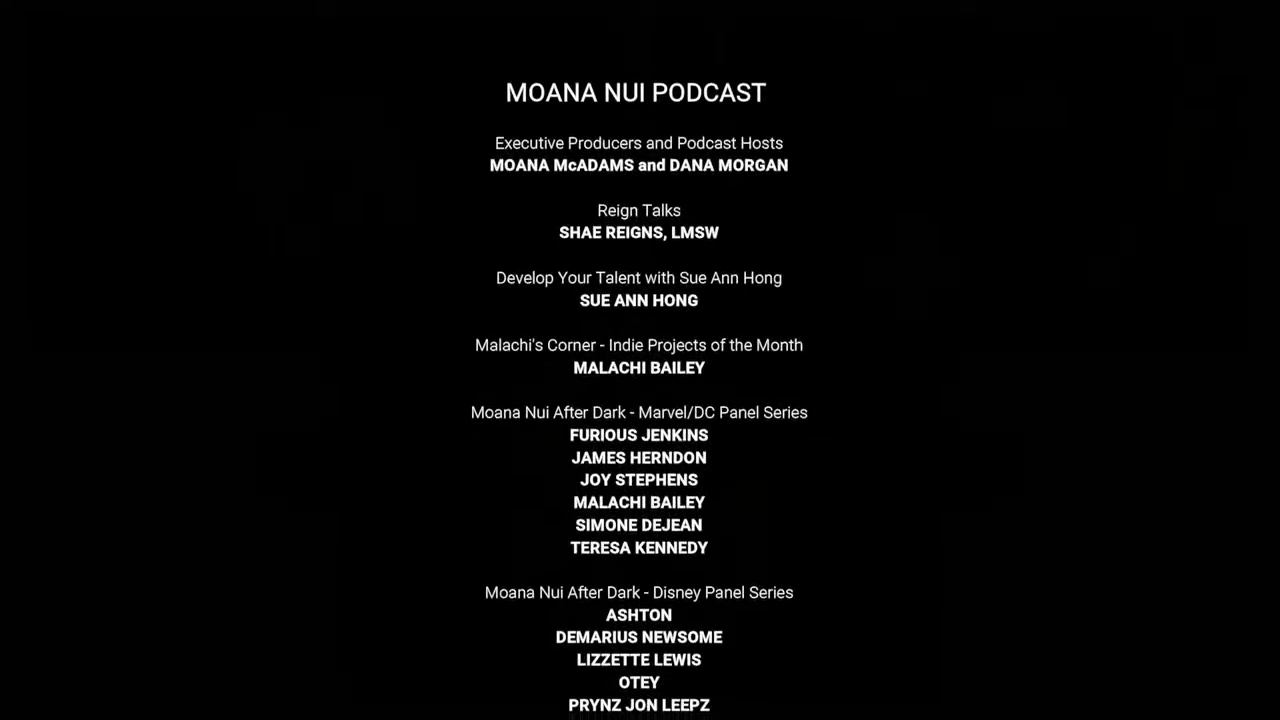 MOANA NUI PODCAST
Executive Producers and Podcast Hosts
MOANA McADAMS and DANA MORGAN
Reign Talks
SHAE REIGNS, LMSW
Develop Your Talent with Sue Ann Hong
SUE ANN HONG
Malachi's Corner - Indie Projects of the Month
MALACHI BAILEY
Moana Nui After Dark - Marvel/DC Panel Series
FURIOUS JENKINS
JAMES HERNDON
JOY STEPHENS
MALACHI BAILEY
SIMONE DEJEAN
TERESA KENNEDY
Moana Nui After Dark - Disney Panel Series
ASHTON
DEMARIUS NEWSOME
LIZZETTE LEWIS
OTEY
PRYNZ JON LEEPZ